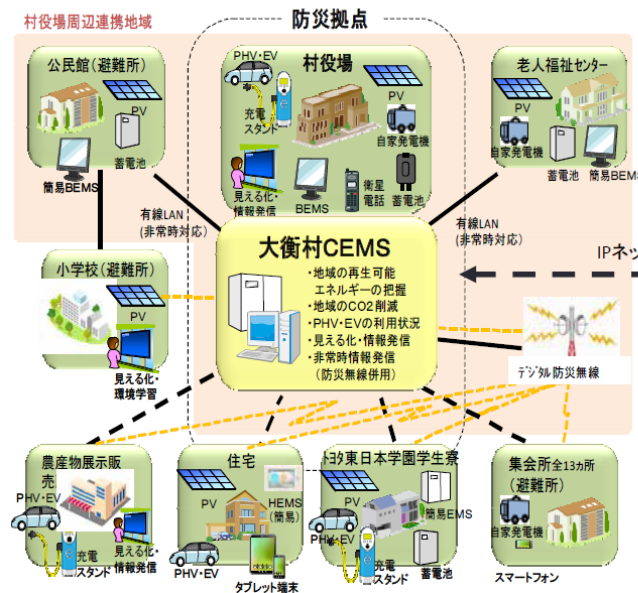 村役場周辺連携地域
防災拠点
公民館(避難所)
PV
簡易BEMS
蓄電池
PHV・EV
村役場
充電
スタンド
PV
見える化・
情報発信
BEMS
衛星
電話
蓄電池
老人福祉センター
PV
自家発電機
蓄電池
簡易BEMS
有線LAN
(非常時対応)
有線LAN
(非常時対応)
小学校(避難所)
PV
見える化・
環境学習
大衡村CEMS
・地域の再生可能
エネルギーの把握
・地域のCO2削減
・PHV・EVの利用状況
・見える化・情報発信
・非常時情報発信
(防災無線併用)
IPネッ
デジタル防災無線
農産物展示販
売
PHV・EV
充電
スタンド
見える化・
情報発信
住宅
PV
HEMS
(簡易)
PHV・EV
タブレット端末
トヨタ東日本学園学生寮
PV
簡易EMS
PHV・EV
充電
スタンド
蓄電池
集会所全13カ所
(避難所)
自家発電機
スマートフォン